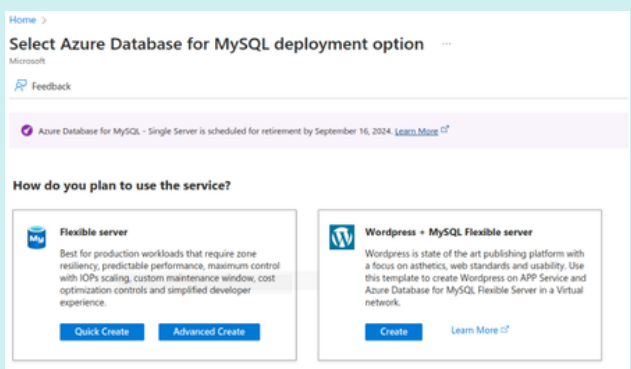 Home >
Select Azure Database for MySQL deployment option ...
Microsoft
Feedback
Azure Database for MySQL - Single Server is scheduled for retirement by September 16, 2024. Learn More
How do you plan to use the service?
My
Flexible server
Best for production workloads that require zone
resiliency, predictable performance, maximum control
with IOPs scaling, custom maintenance window, cost
optimization controls and simplified developer
experience.
Quick Create
Advanced Create
Wordpress + MySQL Flexible server
Wordpress is state of the art publishing platform with
a focus on asthetics, web standards and usability. Use
this template to create Wordpress on APP Service and
Azure Database for MySQL Flexible Server in a Virtual
network.
Create
Learn More